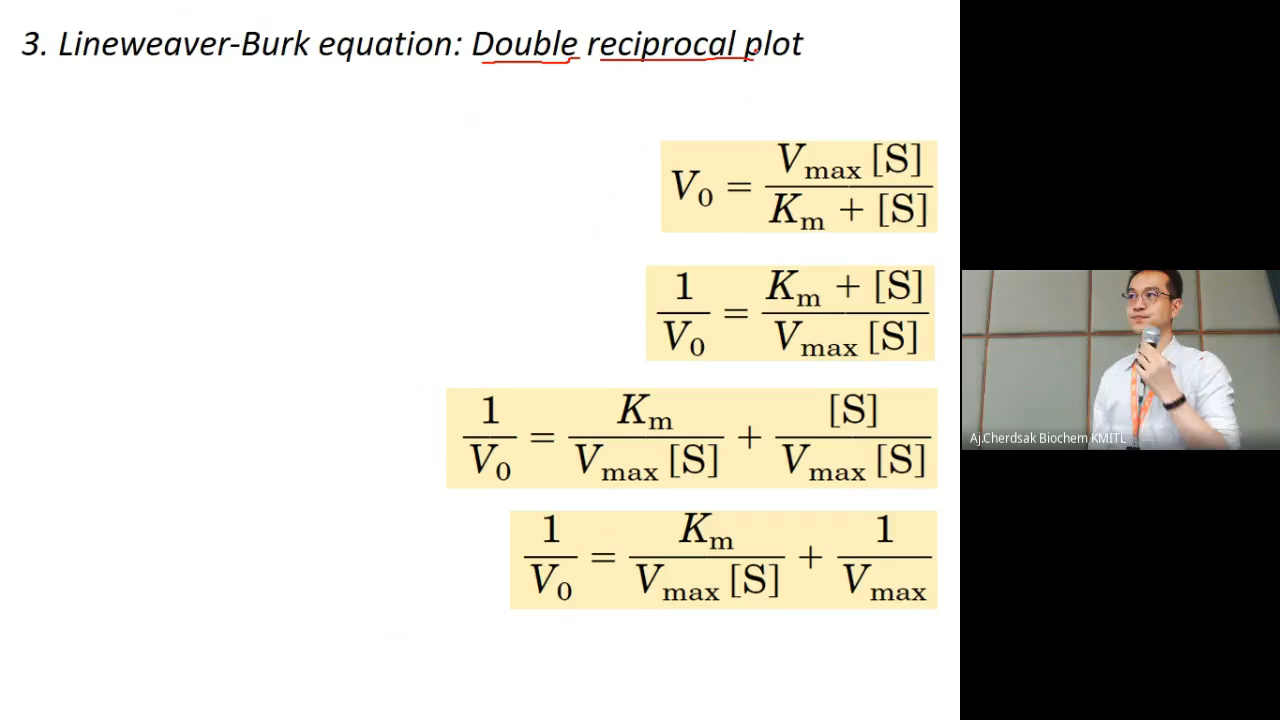 3. Lineweaver-Burk equation: Double reciprocal plot
V₀ = Vmax [S] / Km + [S]
1 / V₀ = Km + [S] / Vmax [S]
1 / V₀ = Km / Vmax [S] + [S] / Vmax [S]
1 / V₀ = Km / Vmax [S] + 1 / Vmax
Aj.Cherdsak Biochem KMITL